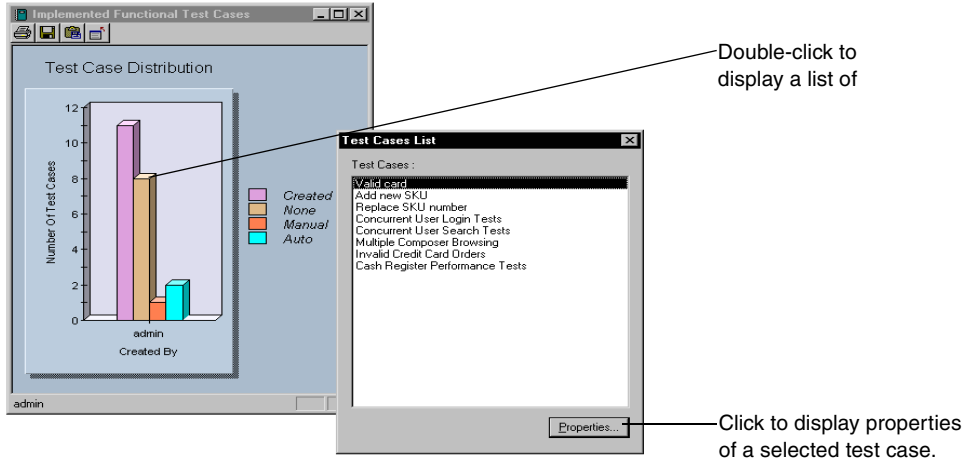 Implemented Functional Test Cases
Test Case Distribution
Number Of Test Cases
12
10
8
6
4
2
0
admin
Created By
Created
None
Manual
Auto
admin
Test Cases List
Test Cases :
Valid card
Add new SKU
Replace SKU number
Concurrent User Login Tests
Concurrent User Search Tests
Multiple Composer Browsing
Invalid Credit Card Orders
Cash Register Performance Tests
Properties...
Double-click to
display a list of
Click to display properties
of a selected test case.